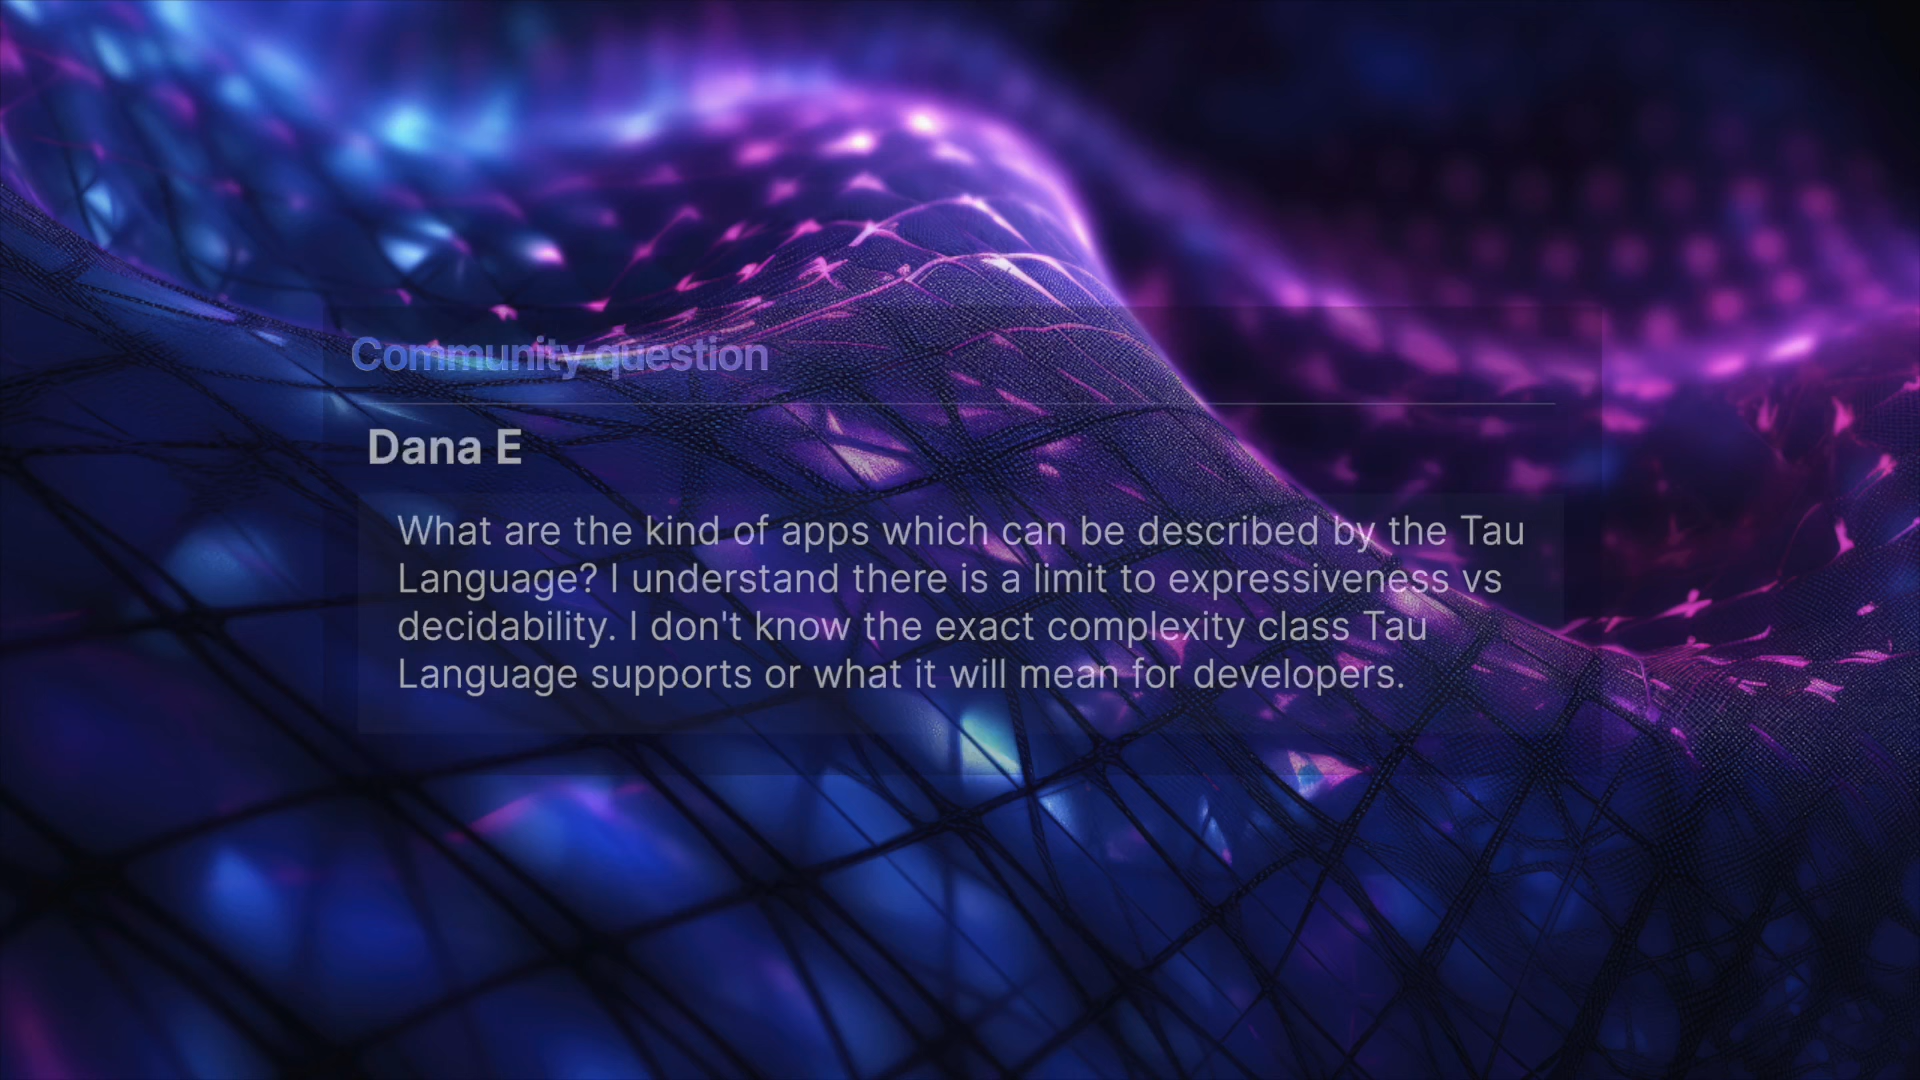 Community question
Dana E
What are the kind of apps which can be described by the Tau
Language? I understand there is a limit to expressiveness vs
decidability. I don't know the exact complexity class Tau
Language supports or what it will mean for developers.